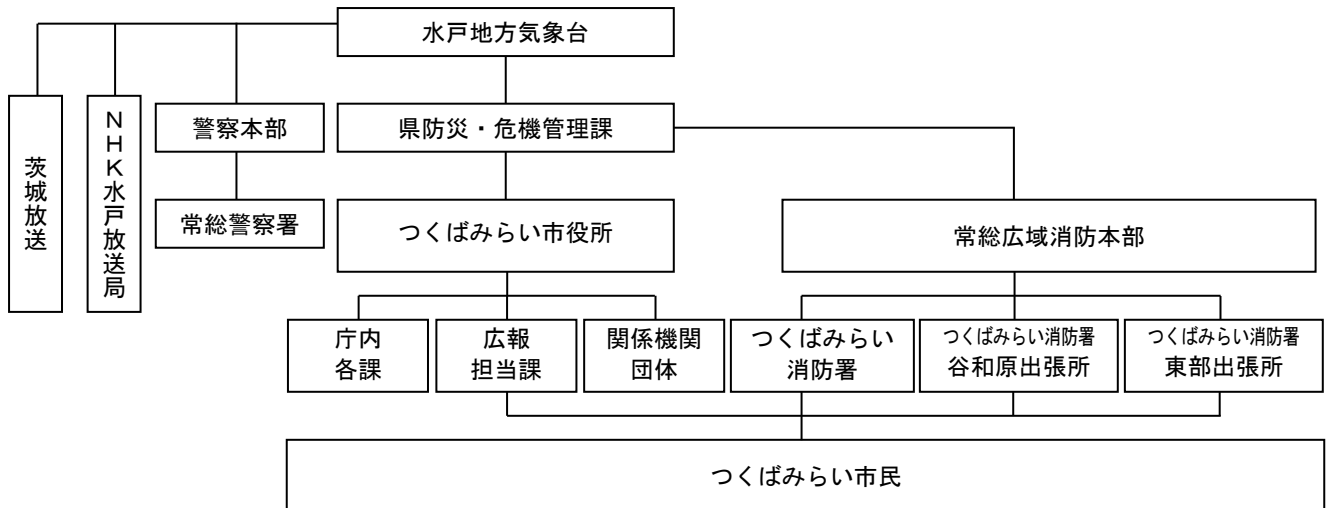 水戸地方気象台
茨城放送
NHK水戸放送局
警察本部
県防災・危機管理課
常総警察署
つくばみらい市役所
常総広域消防本部
庁内
各課
広報
担当課
関係機関
団体
つくばみらい
消防署
つくばみらい消防署
谷和原出張所
つくばみらい消防署
東部出張所
つくばみらい市民